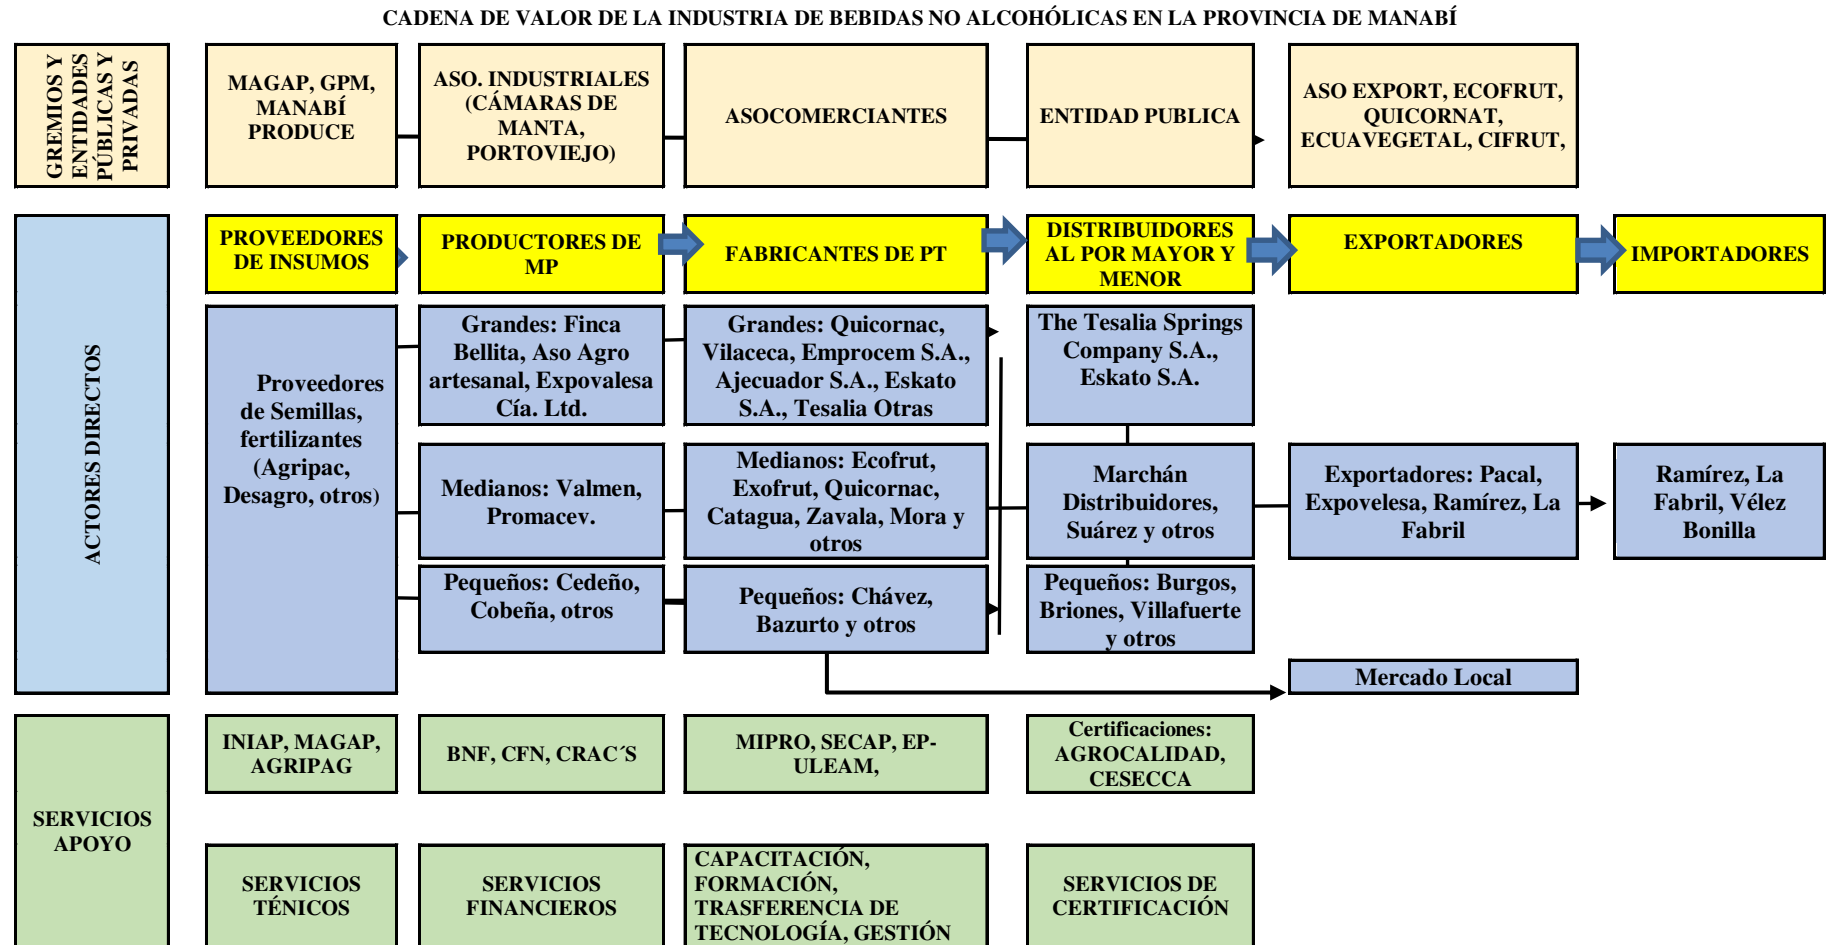 CADENA DE VALOR DE LA INDUSTRIA DE BEBIDAS NO ALCOHÓLICAS EN LA PROVINCIA DE MANABÍ
GREMIOS Y
ENTIDADES
PÚBLICAS Y
PRIVADAS
MAGAP, GPM,
MANABÍ
PRODUCE
ASO. INDUSTRIALES
(CÁMARAS DE
MANTA,
PORTOVIEJO)
ASOCOMERCIANTES
ENTIDAD PUBLICA
ASO EXPORT, ECOFRUT,
QUICORNAT,
ECUAVEGETAL, CIFRUT,
ACTORES DIRECTOS
PROVEEDORES
DE INSUMOS
PRODUCTORES DE
MP
FABRICANTES DE PT
DISTRIBUIDORES
AL POR MAYOR Y
MENOR
EXPORTADORES
IMPORTADORES
Proveedores
de Semillas,
fertilizantes
(Agripac,
Desagro, otros)
Grandes: Finca
Bellita, Aso Agro
artesanal, Expovalesa
Cía. Ltd.
Grandes: Quicornac,
Vilaceca, Emprocem S.A.,
Ajecuador S.A., Eskato
S.A., Tesalia Otras
The Tesalia Springs
Company S.A.,
Eskato S.A.
Medianos: Valmen,
Promacev.
Medianos: Ecofrut,
Exofrut, Quicornac,
Catagua, Zavala, Mora y
otros
Marchán
Distribuidores,
Suárez y otros
Exportadores: Pacal,
Expovelesa, Ramírez, La
Fabril
Ramírez, La
Fabril, Vélez
Bonilla
Pequeños: Cedeño,
Cobeña, otros
Pequeños: Chávez,
Bazurto y otros
Pequeños: Burgos,
Briones, Villafuerte
y otros
Mercado Local
SERVICIOS
APOYO
INIAP, MAGAP,
AGRIPAG
BNF, CFN, CRAC´S
MIPRO, SECAP, EP-
ULEAM,
Certificaciones:
AGROCALIDAD,
CESECCA
SERVICIOS
TÉNICOS
SERVICIOS
FINANCIEROS
CAPACITACIÓN,
FORMACIÓN,
TRASFERENCIA DE
TECNOLOGÍA, GESTIÓN
SERVICIOS DE
CERTIFICACIÓN